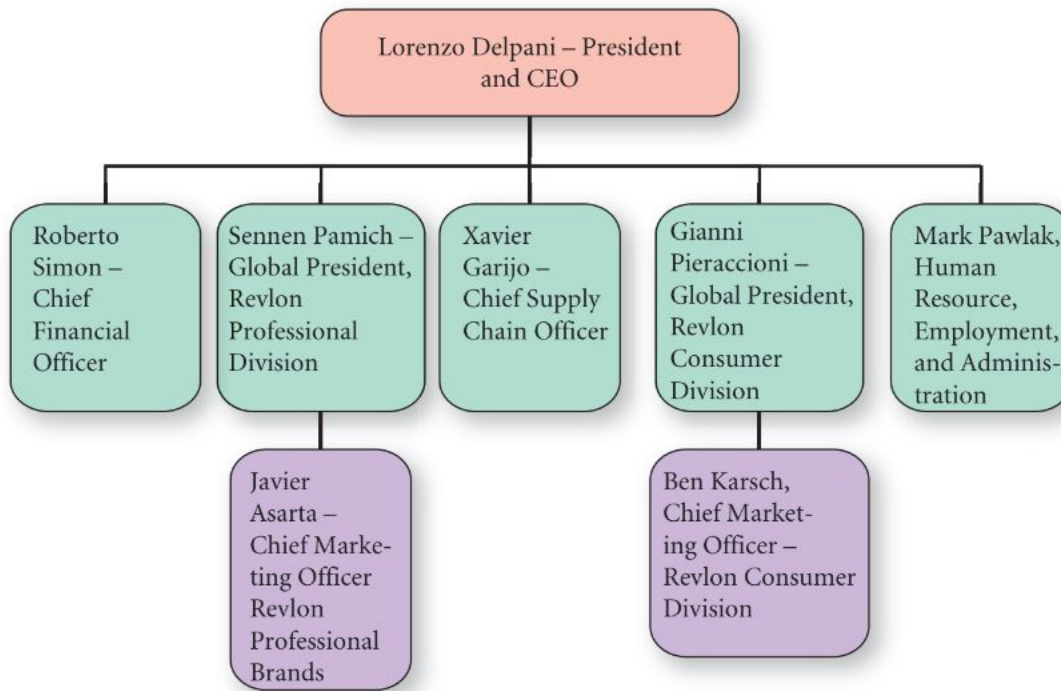 Lorenzo Delpani – President
and CEO
Roberto
Simon –
Chief
Financial
Officer
Sennen Pamich –
Global President,
Revlon
Professional
Division
Xavier
Garijo –
Chief Supply
Chain Officer
Gianni
Pieraccioni –
Global President,
Revlon
Consumer
Division
Mark Pawlak,
Human
Resource,
Employment,
and Adminis-
tration
Javier
Asarta –
Chief Marke-
ting Officer
Revlon
Professional
Brands
Ben Karsch,
Chief Market-
ing Officer –
Revlon Consumer
Division